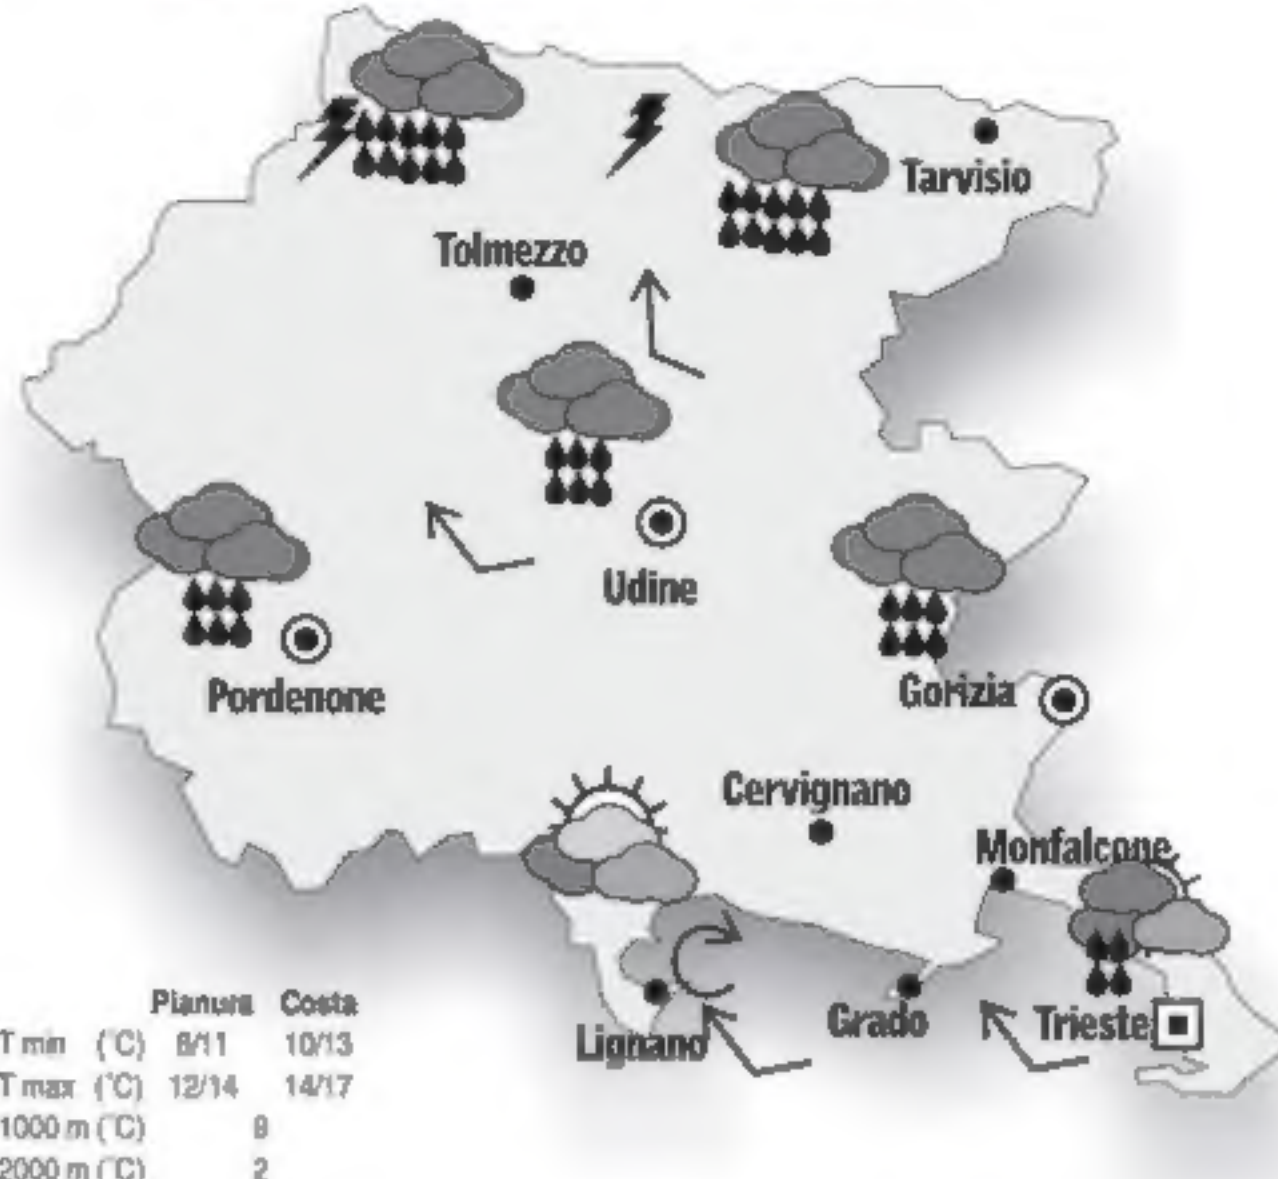 Tarvisio
Tolmezzo
Udine
Pordenone
Gorizia
Cervignano
Monfalcone
Grado
Trieste
Lignano
Pianura Costa
T min (°C) 8/11 10/13
T max (°C) 12/14 14/17
1000 m (°C)
2000 m (°C) 2